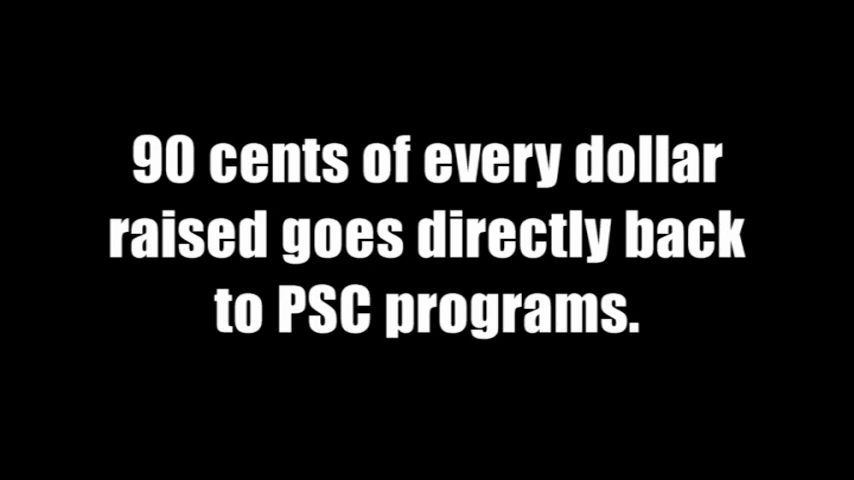 90 cents of every dollar
raised goes directly back
to PSC programs.